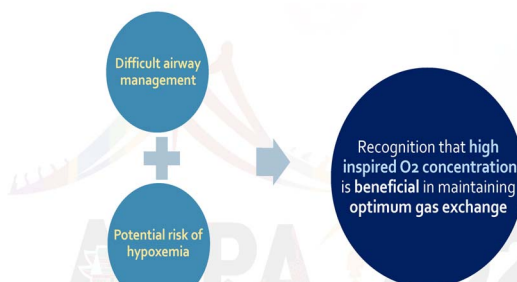 Difficult airway
management
Potential risk of
hypoxemia
Recognition that high
inspired O2 concentration
is beneficial in maintaining
optimum gas exchange